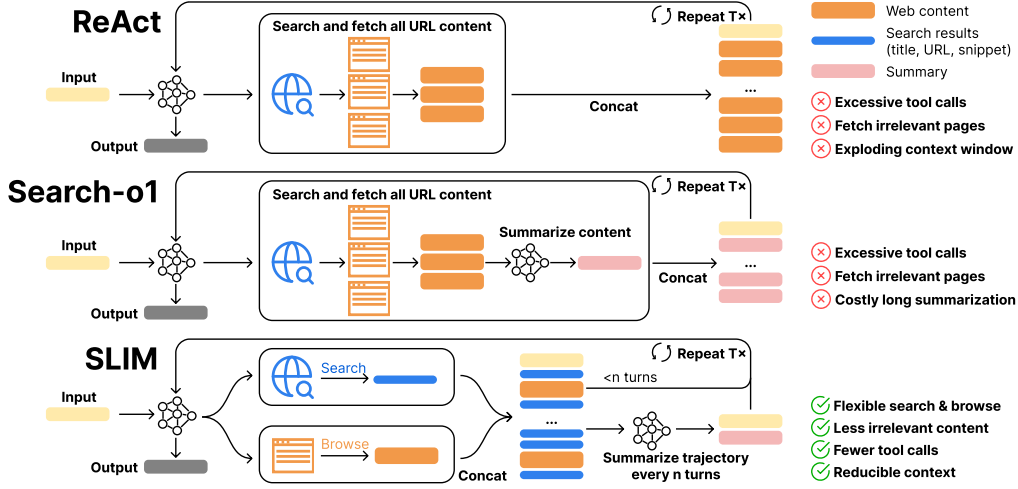 ReAct
Search and fetch all URL content
Repeat T×
Input
Output
Concat
...
Web content
Search results
(title, URL, snippet)
Summary
Excessive tool calls
Fetch irrelevant pages
Exploding context window
Search-o1
Search and fetch all URL content
Repeat T×
Input
Output
Summarize content
Concat
...
Excessive tool calls
Fetch irrelevant pages
Costly long summarization
SLIM
Repeat T×
Input
Output
Search
Browse
Concat
<n turns
...
Summarize trajectory
every n turns
Flexible search & browse
Less irrelevant content
Fewer tool calls
Reducible context